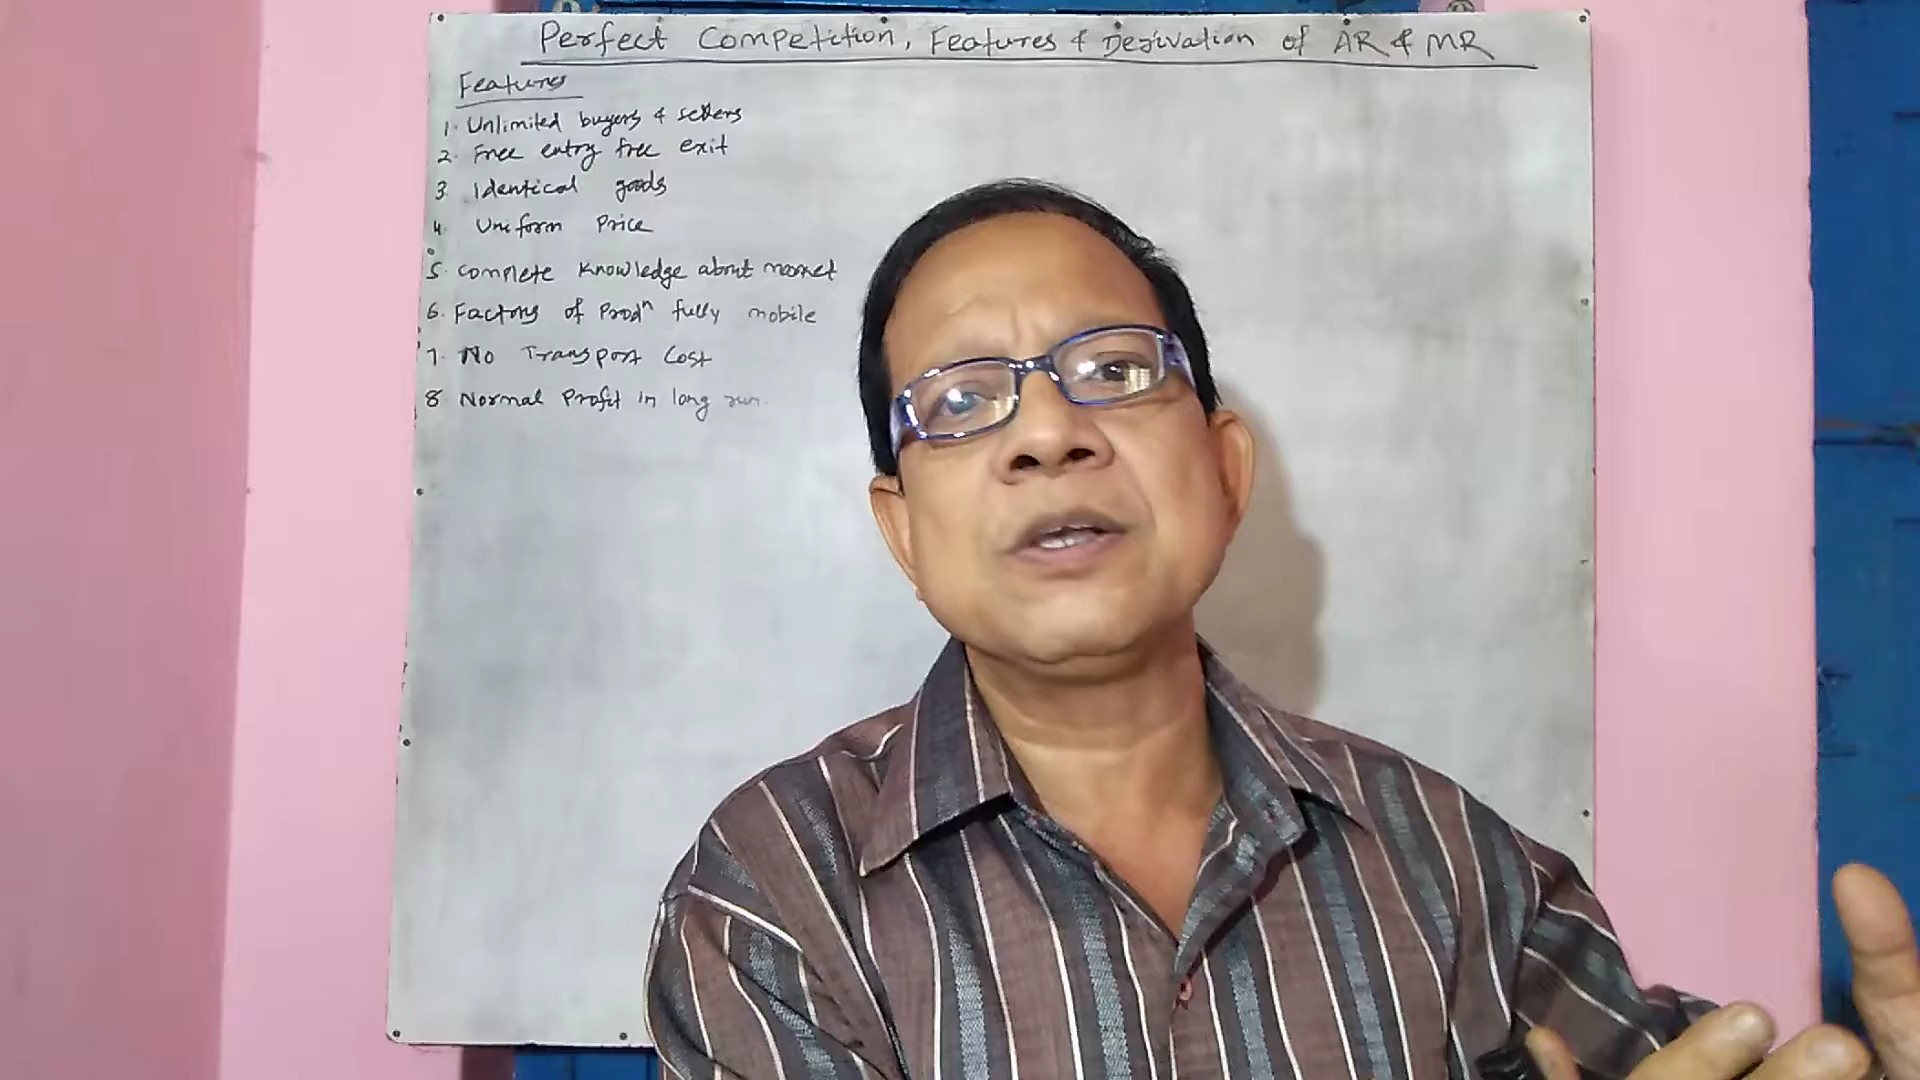 Perfect Competition, Features & Derivation of AR & MR
Features
1. Unlimited buyers & sellers
2. Free entry free exit
3 Identical goods
4 Uniform Price
5. Complete Knowledge about market
6. Factors of Prodⁿ fully mobile
7. No Transport Cost
8 Normal Profit in long run.